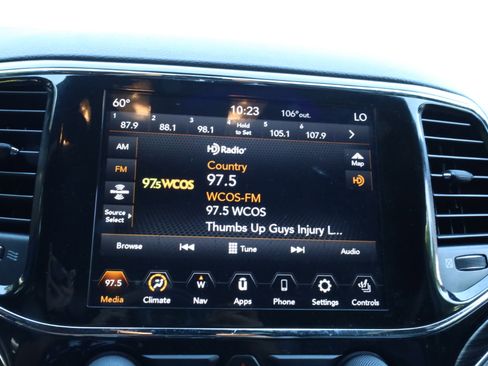 60° 10:23 106° out. LO
1 2 3 4 5 6
87.9 88.1 98.1 Hold to Set 105.1 107.9
AM
HD Radio
Map
FM
Country
97.5
HD
97.5 WCOS
WCOS-FM
97.5 WCOS
Source Select
Thumbs Up Guys Injury L...
Browse Tune Audio
97.5 W
Media Climate Nav Apps Phone Settings Controls